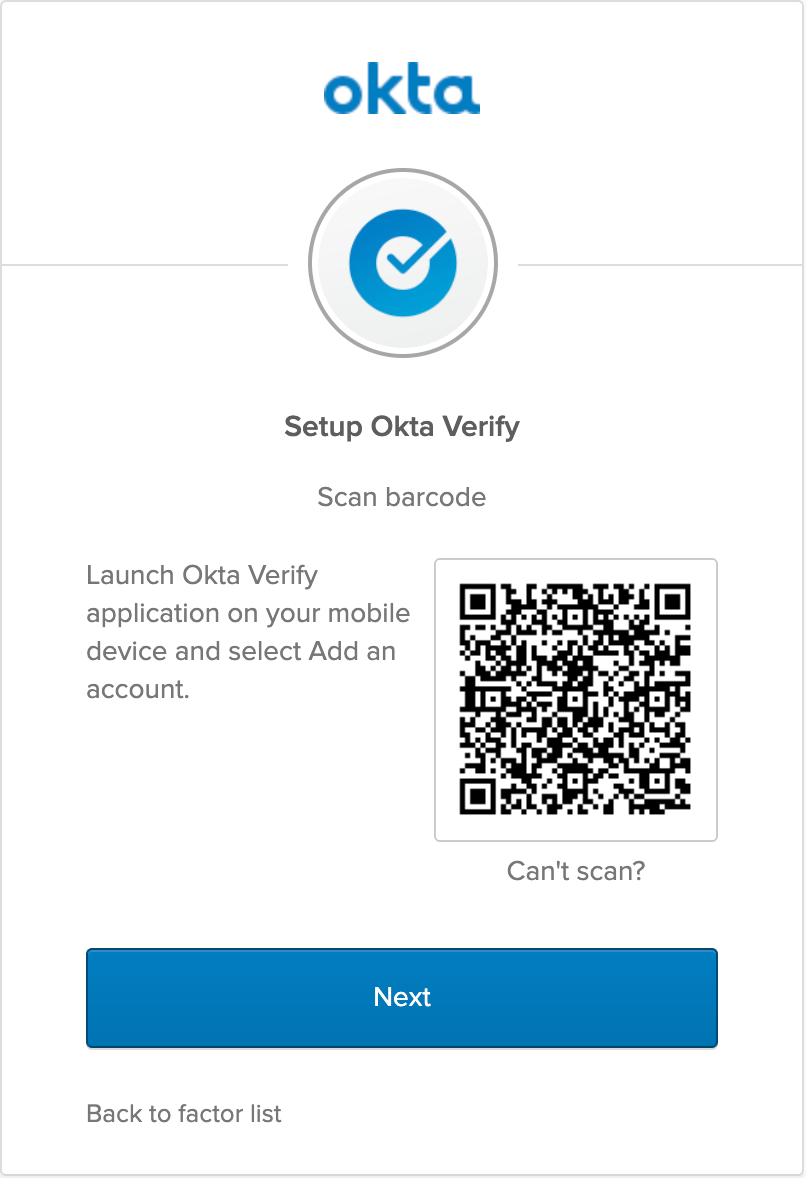 okta
Setup Okta Verify
Scan barcode
Launch Okta Verify
application on your mobile
device and select Add an
account.
Can't scan?
Next
Back to factor list